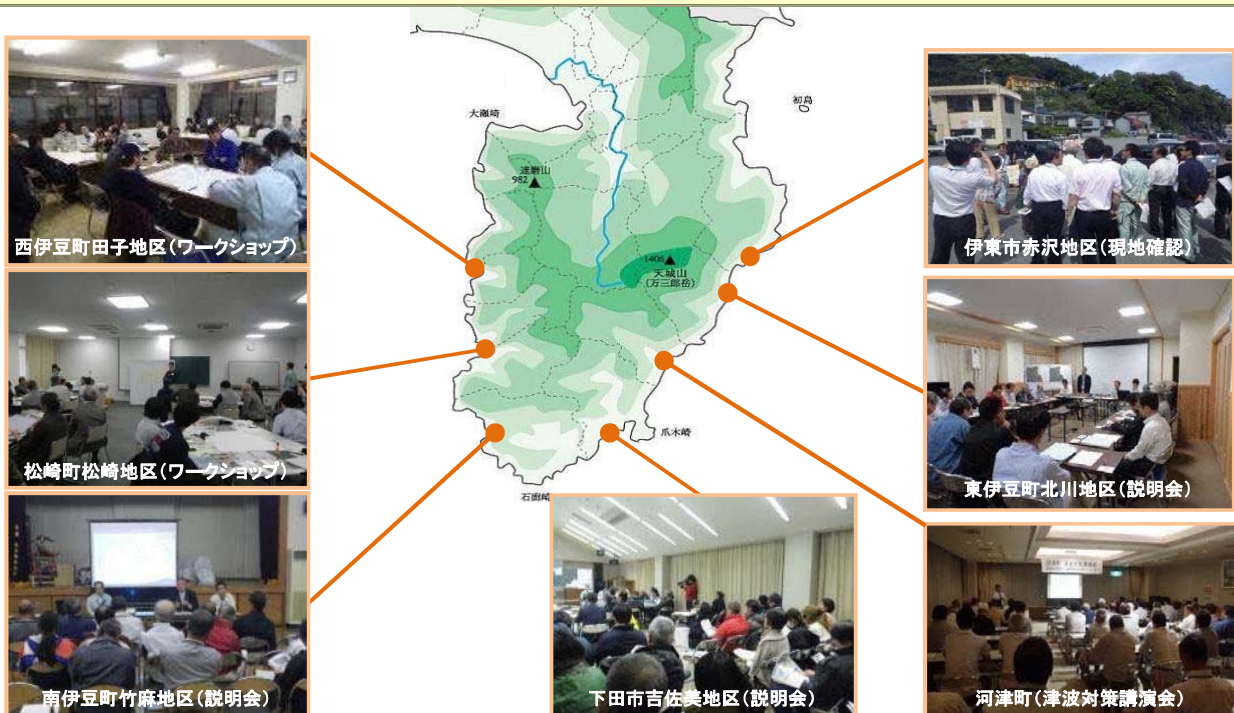 西伊豆町田子地区(ワークショップ)
松崎町松崎地区(ワークショップ)
南伊豆町竹麻地区(説明会)
大瀬崎
達磨山
982
初島
1406
天城山
(万三郎岳)
爪木崎
石廊崎
下田市吉佐美地区(説明会)
伊東市赤沢地区(現地確認)
東伊豆町北川地区(説明会)
河津町(津波対策講演会)